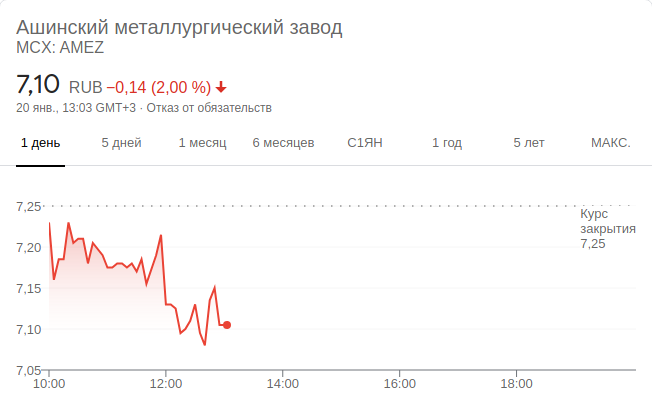 Ашинский металлургический завод
MCX: AMEZ
7,10 RUB −0,14 (2,00 %)
20 янв., 13:03 GMT+3 · Отказ от обязательств
1 день 5 дней 1 месяц 6 месяцев С1ЯН 1 год 5 лет МАКС.
7,25
Курс
закрытия
7,25
7,20
7,15
7,10
7,05
10:00 12:00 14:00 16:00 18:00